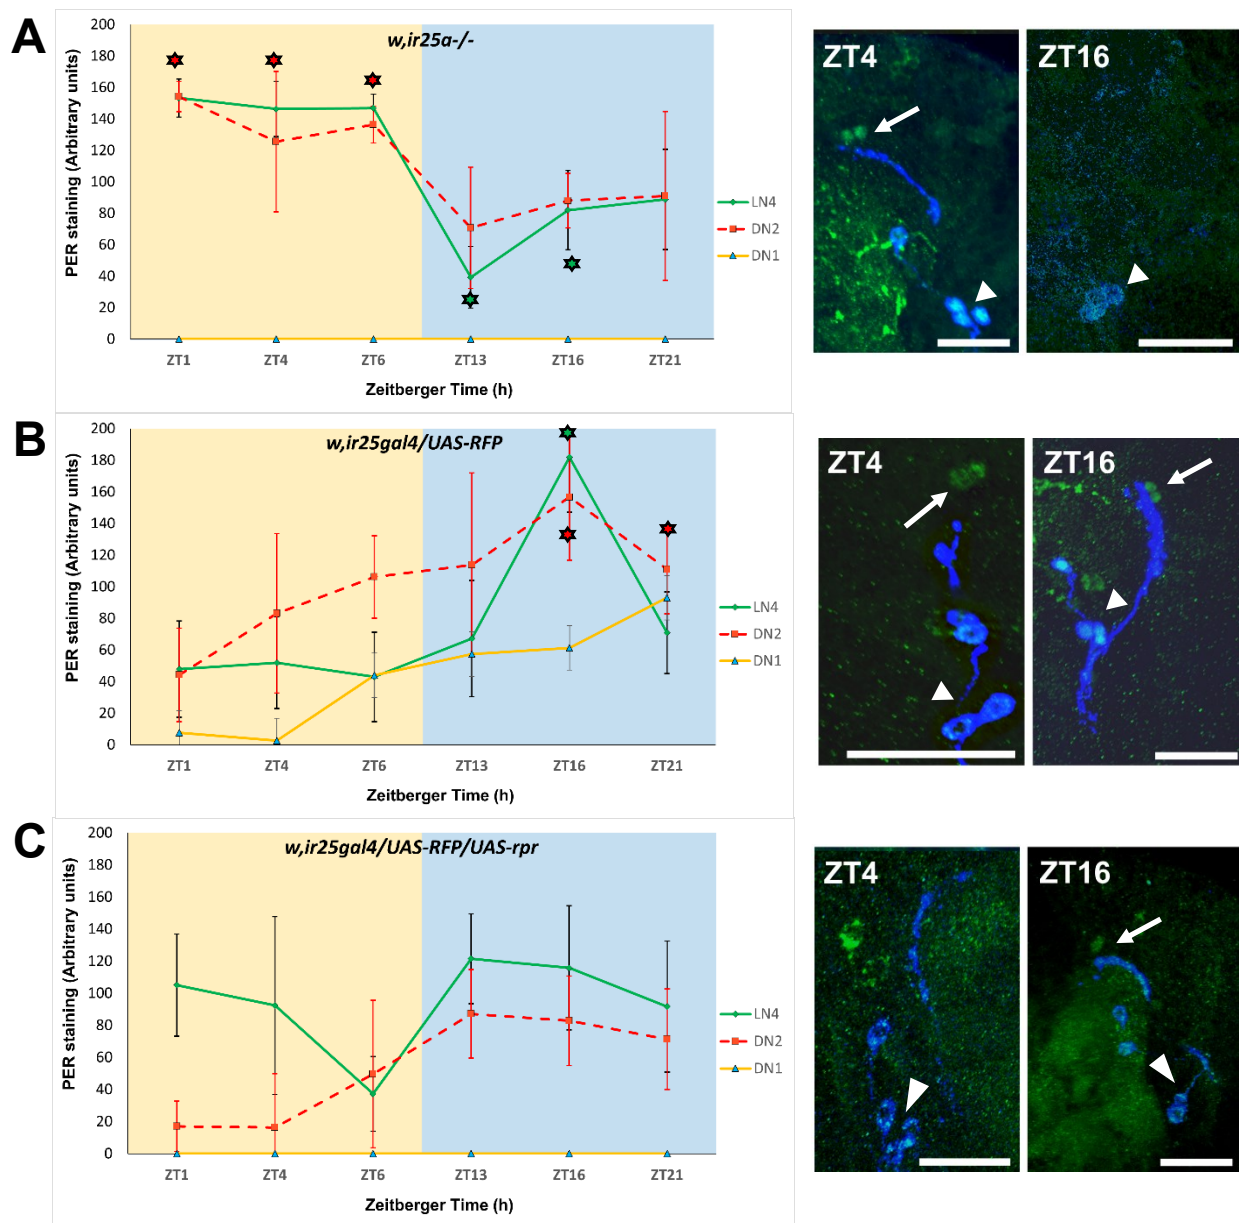 A
w,ir25a-/-
PER staining (Arbitrary units)
200
180
160
140
120
100
80
60
40
20
0
ZT1 ZT4 ZT6 ZT13 ZT16 ZT21
Zeitberger Time (h)
LN4
DN2
DN1
ZT4
ZT16
B
w,ir25gal4/UAS-RFP
PER staining (Arbitrary units)
200
180
160
140
120
100
80
60
40
20
0
ZT1 ZT4 ZT6 ZT13 ZT16 ZT21
Zeitberger Time (h)
LN4
DN2
DN1
ZT4
ZT16
C
w,ir25gal4/UAS-RFP/UAS-rpr
PER staining (Arbitrary units)
200
180
160
140
120
100
80
60
40
20
0
ZT1 ZT4 ZT6 ZT13 ZT16 ZT21
Zeitberger Time (h)
LN4
DN2
DN1
ZT4
ZT16